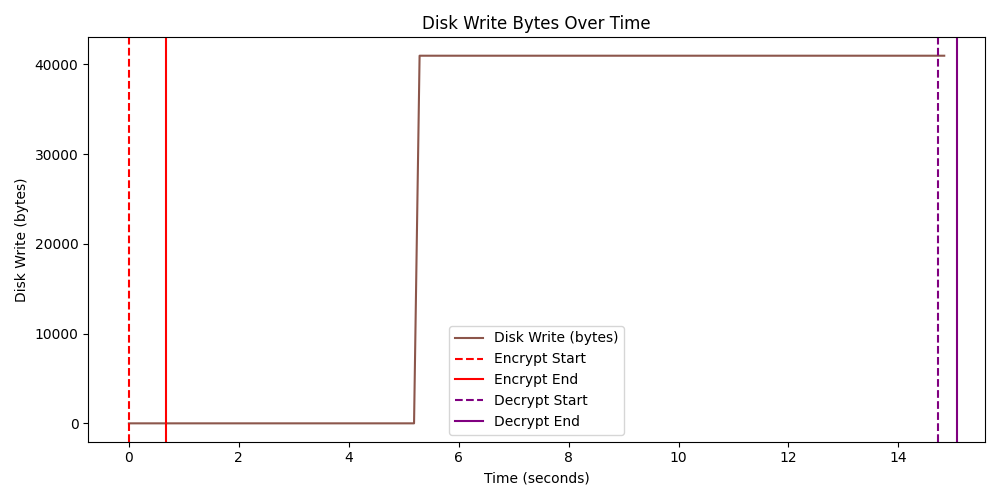 Disk Write Bytes Over Time
Disk Write (bytes)
40000
30000
20000
10000
0
Disk Write (bytes)
Encrypt Start
Encrypt End
Decrypt Start
Decrypt End
0 2 4 6 8 10 12 14
Time (seconds)